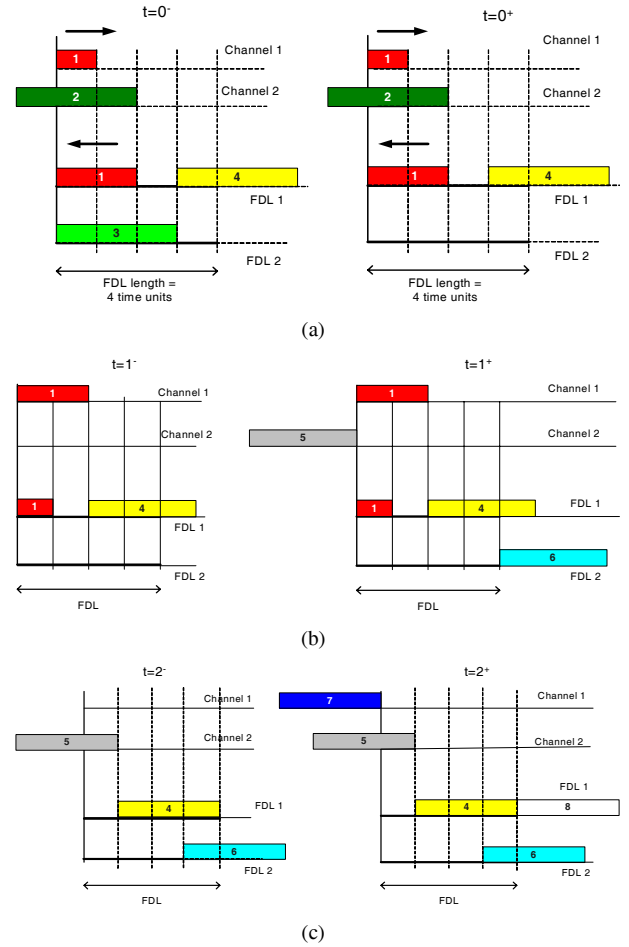 t=0-
t=0+
Channel 1
Channel 1
1
1
Channel 2
Channel 2
2
2
1
4
1
4
FDL 1
FDL 1
3
FDL 2
FDL 2
FDL length =
4 time units
FDL length =
4 time units
(a)
t=1-
t=1+
1
Channel 1
1
Channel 1
Channel 2
5
Channel 2
1
4
FDL 1
1
4
FDL 1
FDL 2
6
FDL 2
FDL
FDL
(b)
t=2-
t=2+
Channel 1
7
Channel 1
5
Channel 2
5
Channel 2
4
FDL 1
4
8
FDL 1
6
FDL 2
6
FDL 2
FDL
FDL
(c)